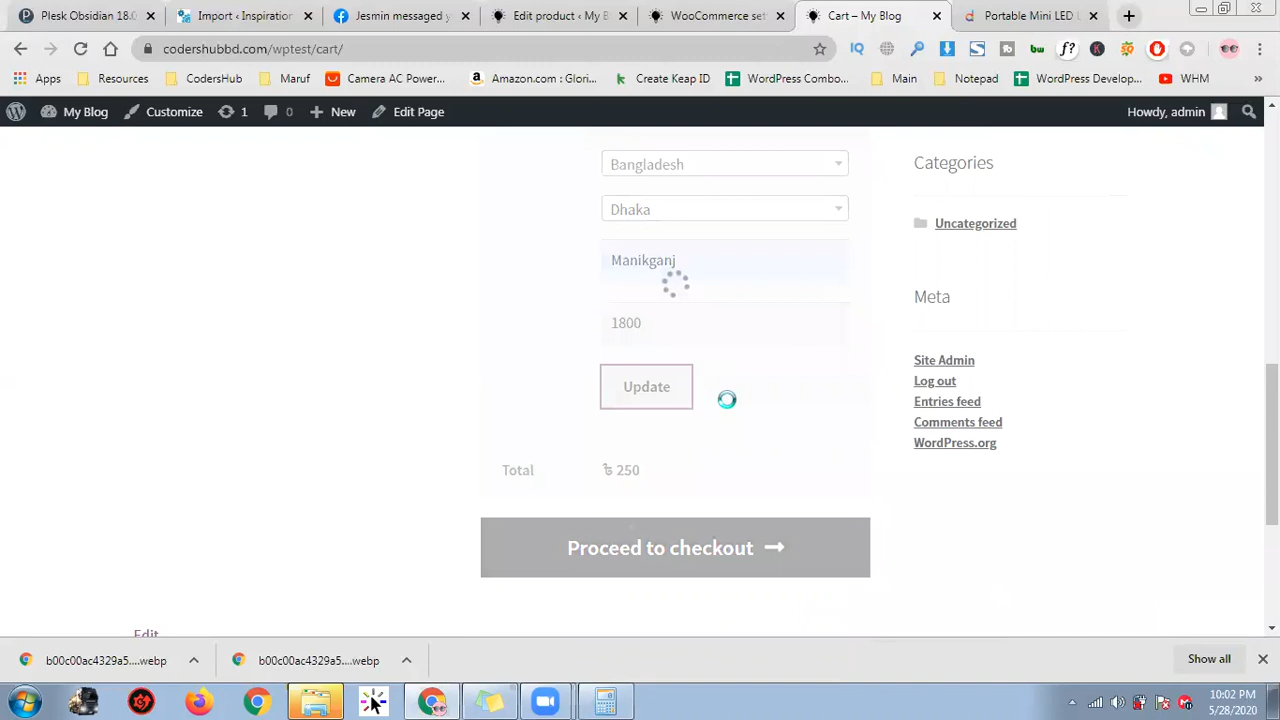 Plesk Obsidian 18.0
Import ‹ Inspiration
Jesmin messaged y
Edit product ‹ My B
WooCommerce set
Cart – My Blog
Portable Mini LED L
codershubbd.com/wptest/cart/
Apps
Resources
CodersHub
Maruf
Camera AC Power...
Amazon.com : Glori...
Create Keap ID
WordPress Combo...
Main
Notepad
WordPress Develop...
WHM
My Blog
Customize
1
0
New
Edit Page
Howdy, admin
Bangladesh
Dhaka
Manikganj
1800
Update
Total
৳ 250
Proceed to checkout
Edit
Categories
Uncategorized
Meta
Site Admin
Log out
Entries feed
Comments feed
WordPress.org
b00c00ac4329a5....webp
b00c00ac4329a5....webp
Show all
10:02 PM
5/28/2020